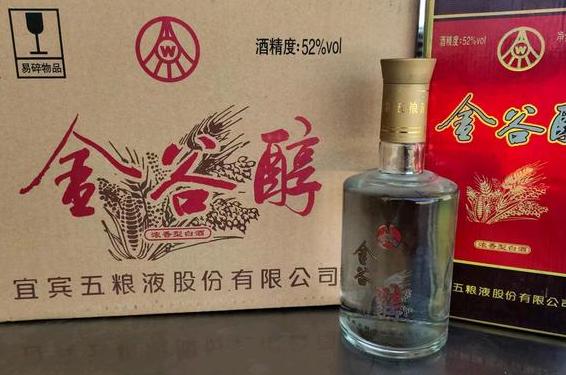 易碎物品
酒精度:52%vol
金谷醇
浓香型白酒
宜宾五粮液股份有限公司
金谷
酒精度:52%vol
金谷醇
浓香型白酒
五粮液股份有限公司